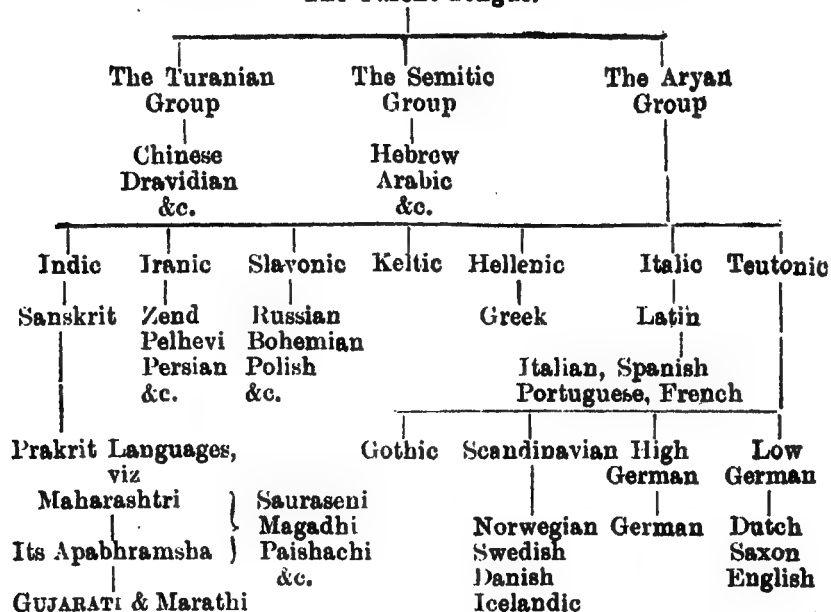 The Turanian The Semitic The Aryan
Group Group Group
Chinese Hebrew
Dravidian Arabic
&c. &c.
Indic Iranic Slavonic Keltic Hellenic Italic Teutonic
Sanskrit Zend Russian Greek Latin
Pelhevi Bohemian
Persian Polish Italian, Spanish
&c. &c. Portuguese, French
Prakrit Languages, Gothic Scandinavian High Low
viz German German
Maharashtri Sauraseni
Magadhi Norwegian German Dutch
Its Apabhramsha Paishachi Swedish Saxon
&c. Danish English
GUJARATI & Marathi Icelandic